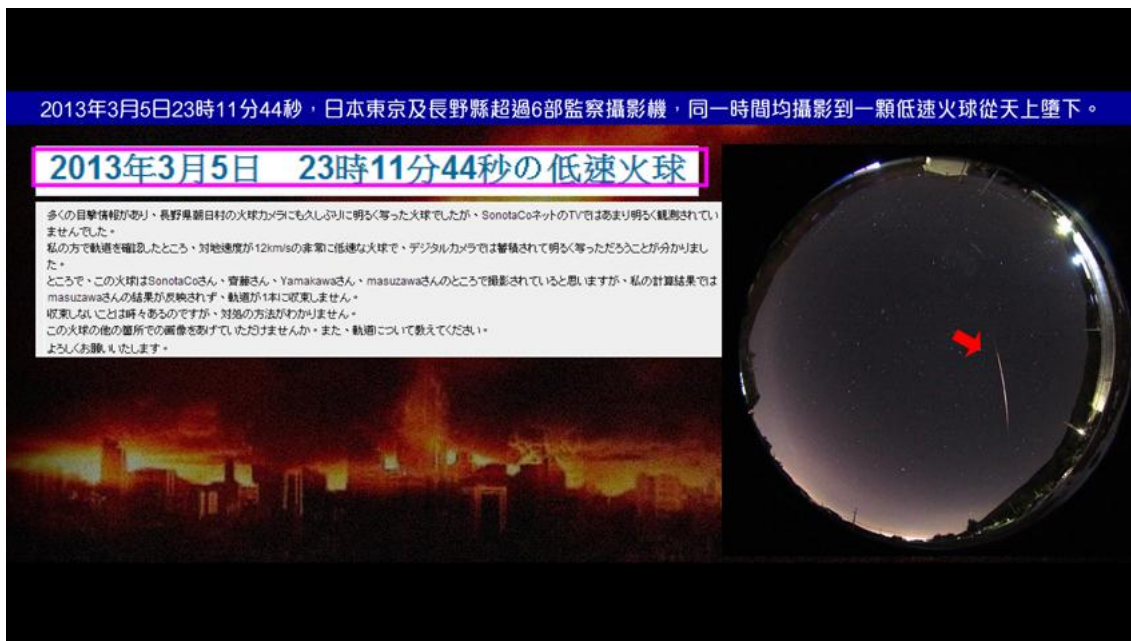 2013年3月5日23時11分44秒，日本東京及長野縣超過6部監察攝影機，同一時間均攝影到一顆低速火球從天上墮下。
2013年3月5日　23時11分44秒の低速火球
多くの目撃情報があり、長野県朝日村の火球カメラにも久しぶりに明るく写った火球でしたが、SonotaCoネットのTVではあまり明るく観測されてい
ませんでした。
私の方で軌道を確認したところ、対地速度が12km/sの非常に低速な火球で、デジタルカメラでは蓄積されて明るく写っただろうことが分かりまし
た。
ところで、この火球はSonotaCoさん、齊藤さん、Yamakawaさん、masuzawaさんのところで撮影されていると思いますが、私の計算結果では
masuzawaさんの結果が反映されず、軌道が1本に収束しません。
収束しないことは時々あるのですが、対処の方法がわかりません。
この火球の他の箇所での画像をあげていただけませんか。また、軌道について教えてください。
よろしくお願いいたします。